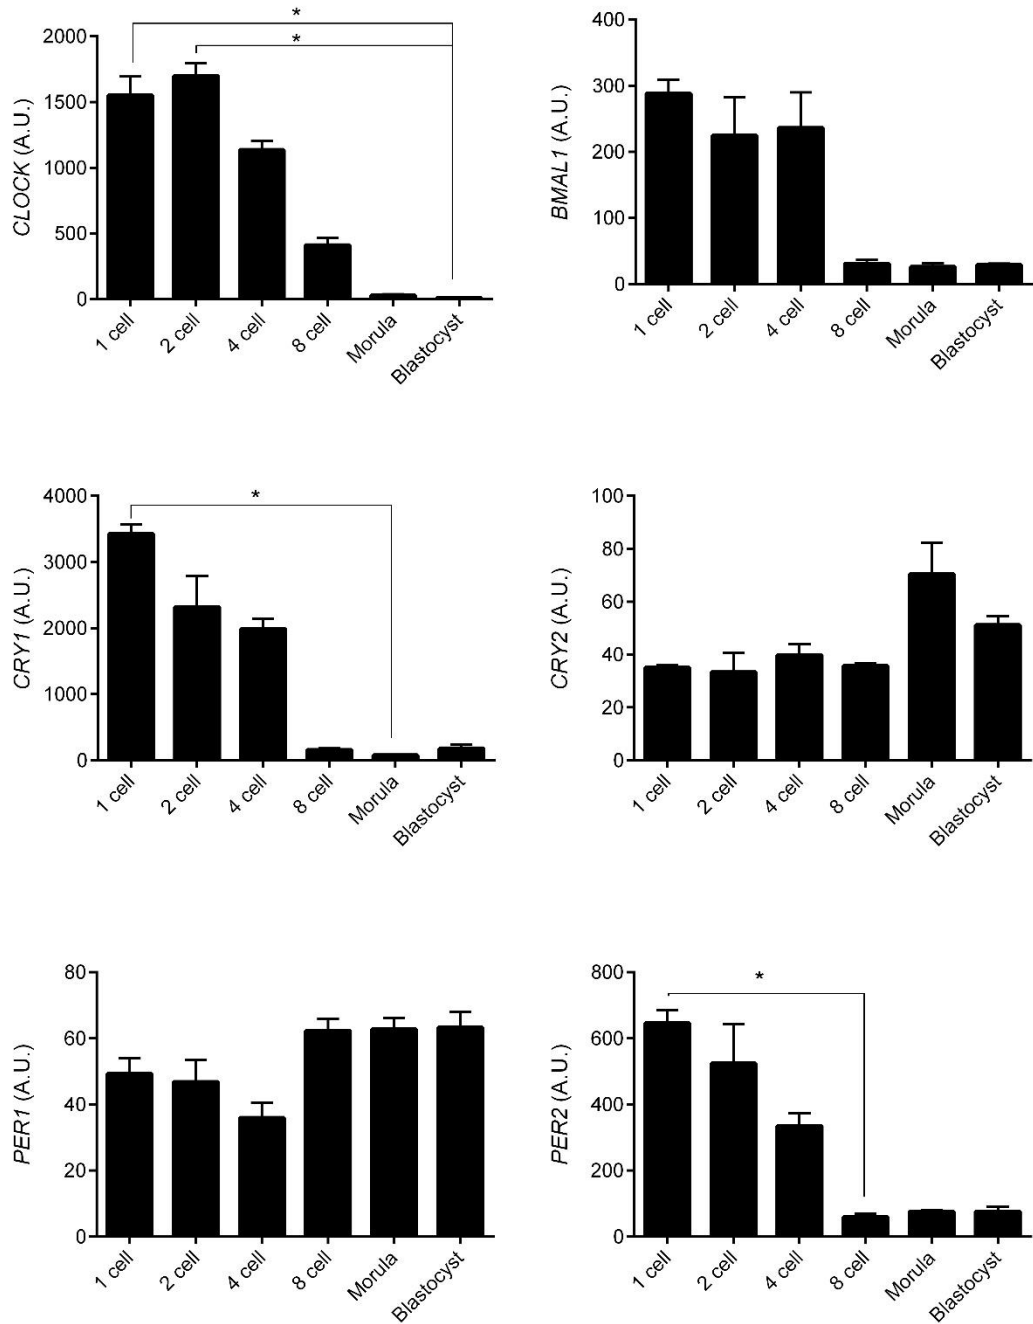 *
*
2000
1500
1000
500
0
CLOCK (A.U.)
1 cell
2 cell
4 cell
8 cell
Morula
Blastocyst
400
300
200
100
0
BMAL1 (A.U.)
1 cell
2 cell
4 cell
8 cell
Morula
Blastocyst
*
4000
3000
2000
1000
0
CRY1 (A.U.)
1 cell
2 cell
4 cell
8 cell
Morula
Blastocyst
100
80
60
40
20
0
CRY2 (A.U.)
1 cell
2 cell
4 cell
8 cell
Morula
Blastocyst
80
60
40
20
0
PER1 (A.U.)
1 cell
2 cell
4 cell
8 cell
Morula
Blastocyst
*
800
600
400
200
0
PER2 (A.U.)
1 cell
2 cell
4 cell
8 cell
Morula
Blastocyst